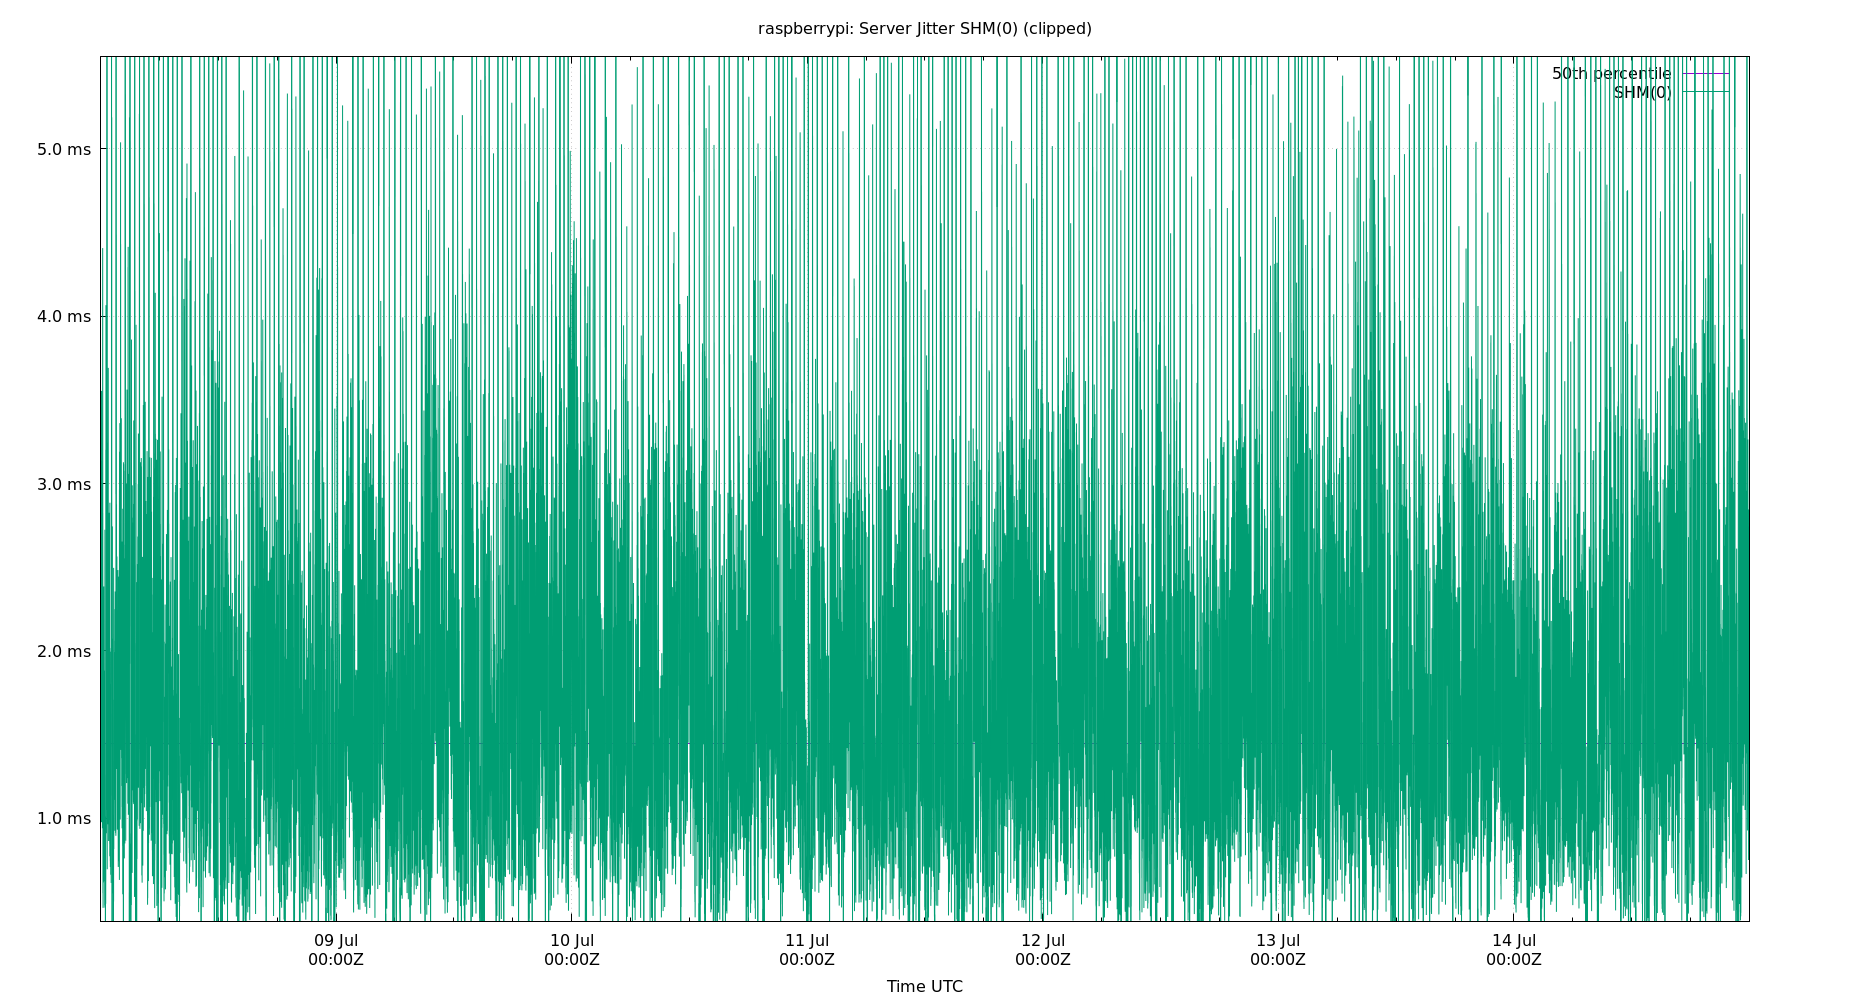 raspberrypi: Server Jitter SHM(0) (clipped)
50th percentile
SHM(0)
5.0 ms
4.0 ms
3.0 ms
2.0 ms
1.0 ms
09 Jul 10 Jul 11 Jul 12 Jul 13 Jul 14 Jul
00:00Z 00:00Z 00:00Z 00:00Z 00:00Z 00:00Z
Time UTC